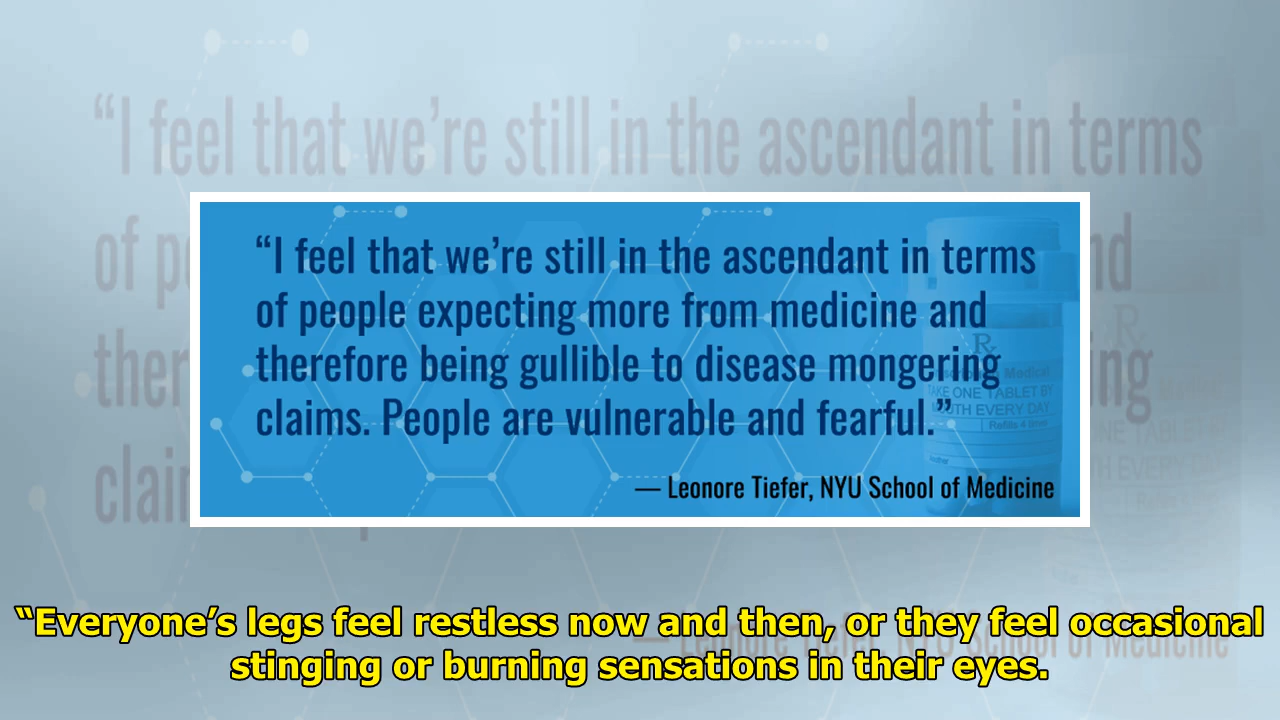 “I feel that we’re still in the ascendant in terms
of people expecting more from medicine and
therefore being gullible to disease mongering
claims. People are vulnerable and fearful.”
— Leonore Tiefer, NYU School of Medicine
“Everyone’s legs feel restless now and then, or they feel occasional
stinging or burning sensations in their eyes.